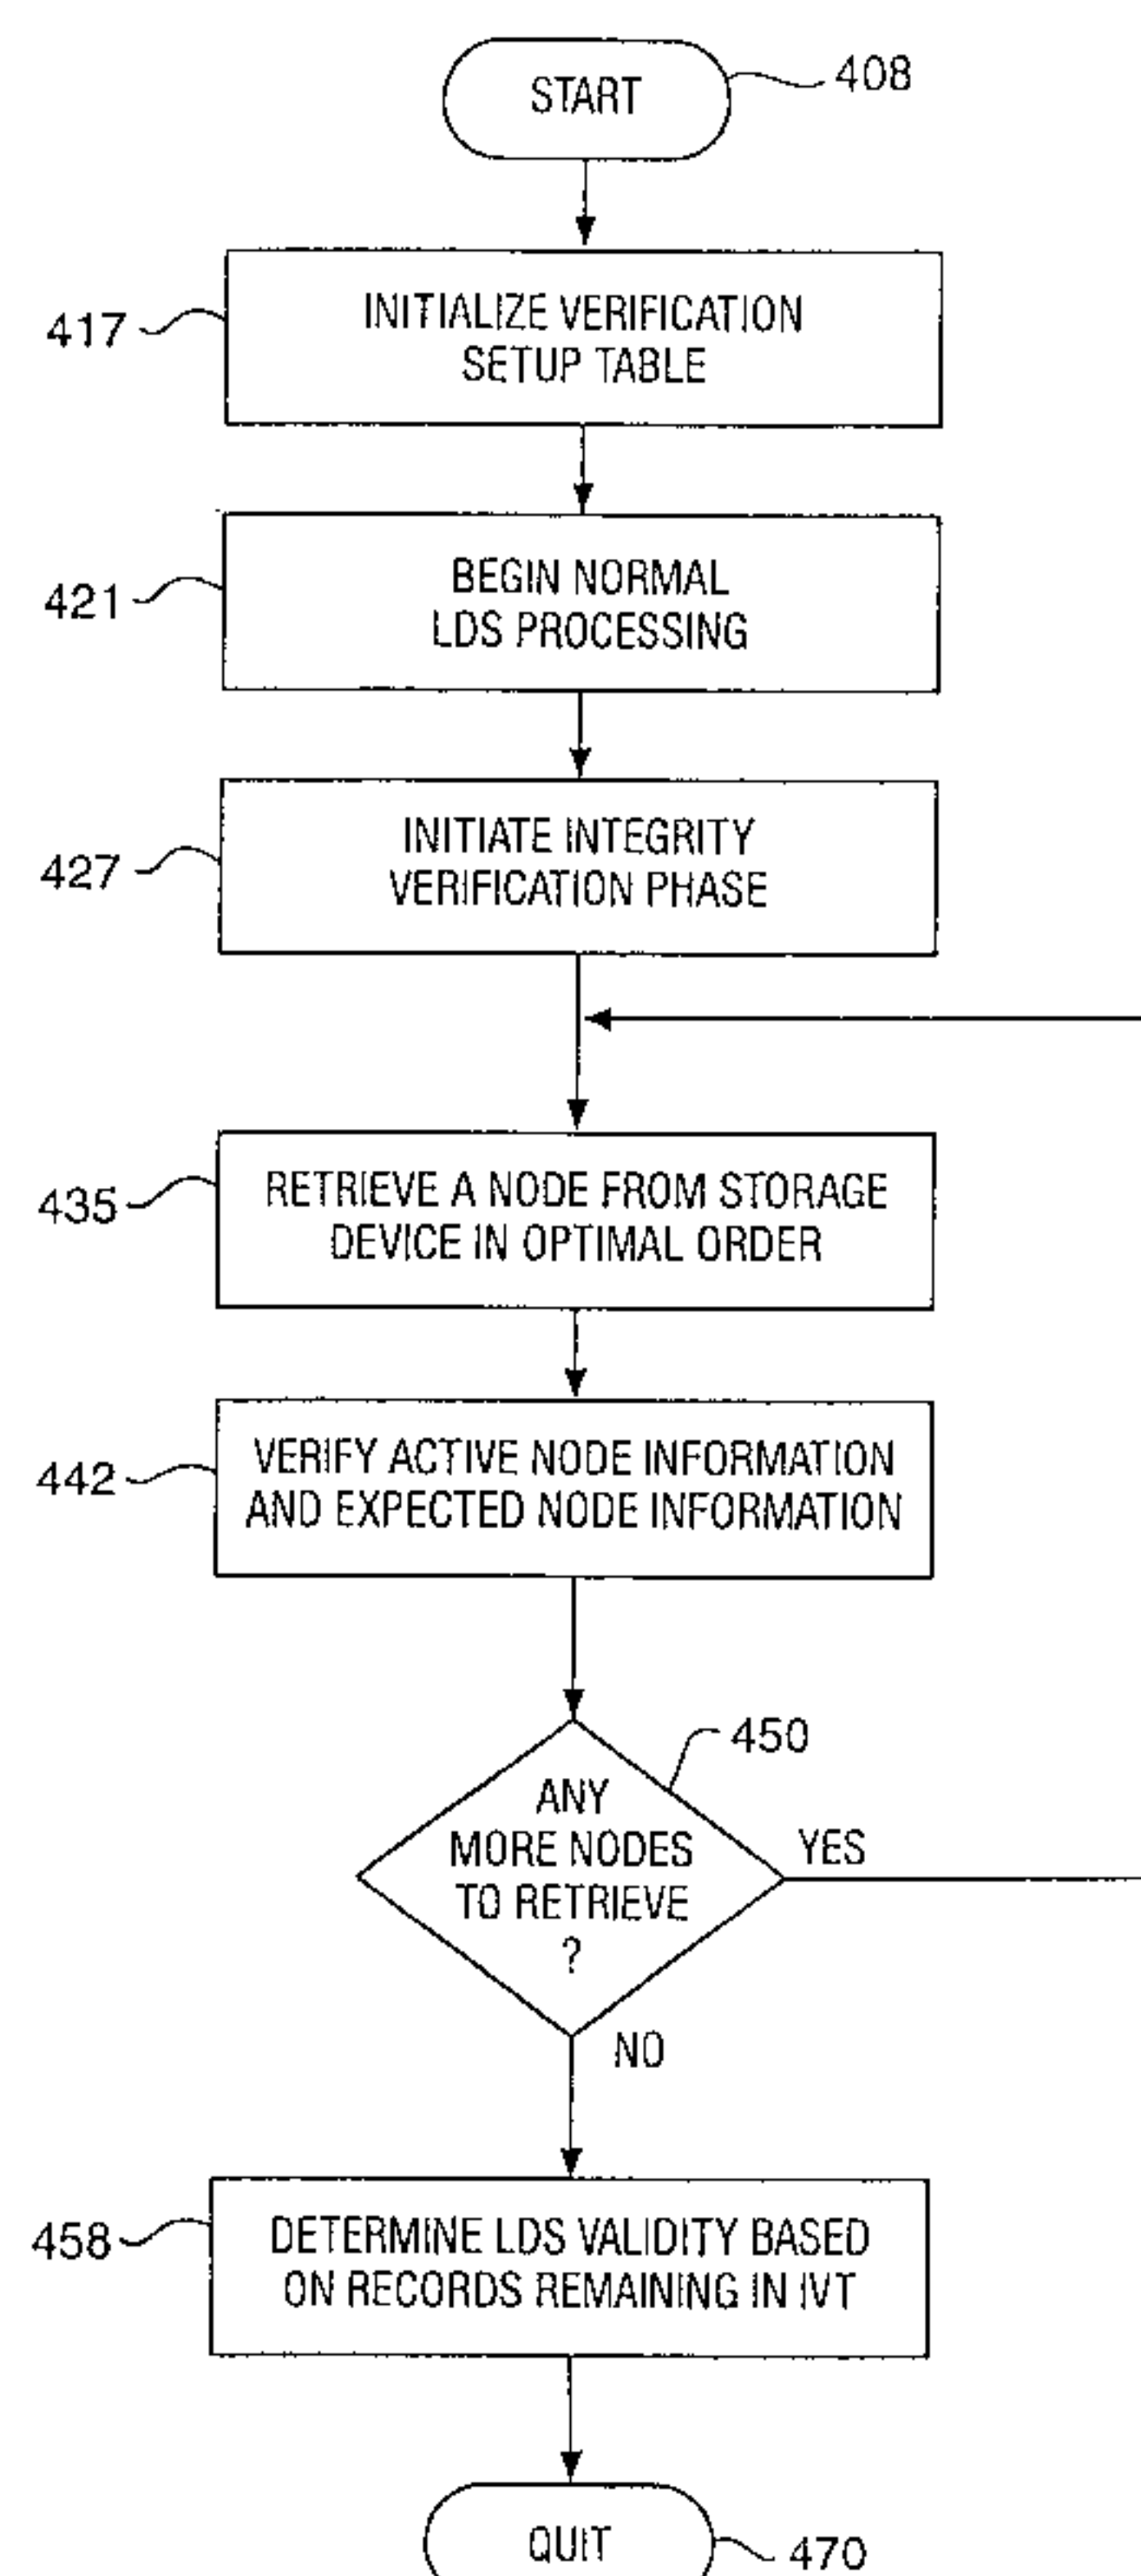 START
408
417
INITIALIZE VERIFICATION
SETUP TABLE
421
BEGIN NORMAL
LDS PROCESSING
427
INITIATE INTEGRITY
VERIFICATION PHASE
435
RETRIEVE A NODE FROM STORAGE
DEVICE IN OPTIMAL ORDER
442
VERIFY ACTIVE NODE INFORMATION
AND EXPECTED NODE INFORMATION
450
ANY
MORE NODES
TO RETRIEVE
?
YES
NO
458
DETERMINE LDS VALIDITY BASED
ON RECORDS REMAINING IN IVT
QUIT
470